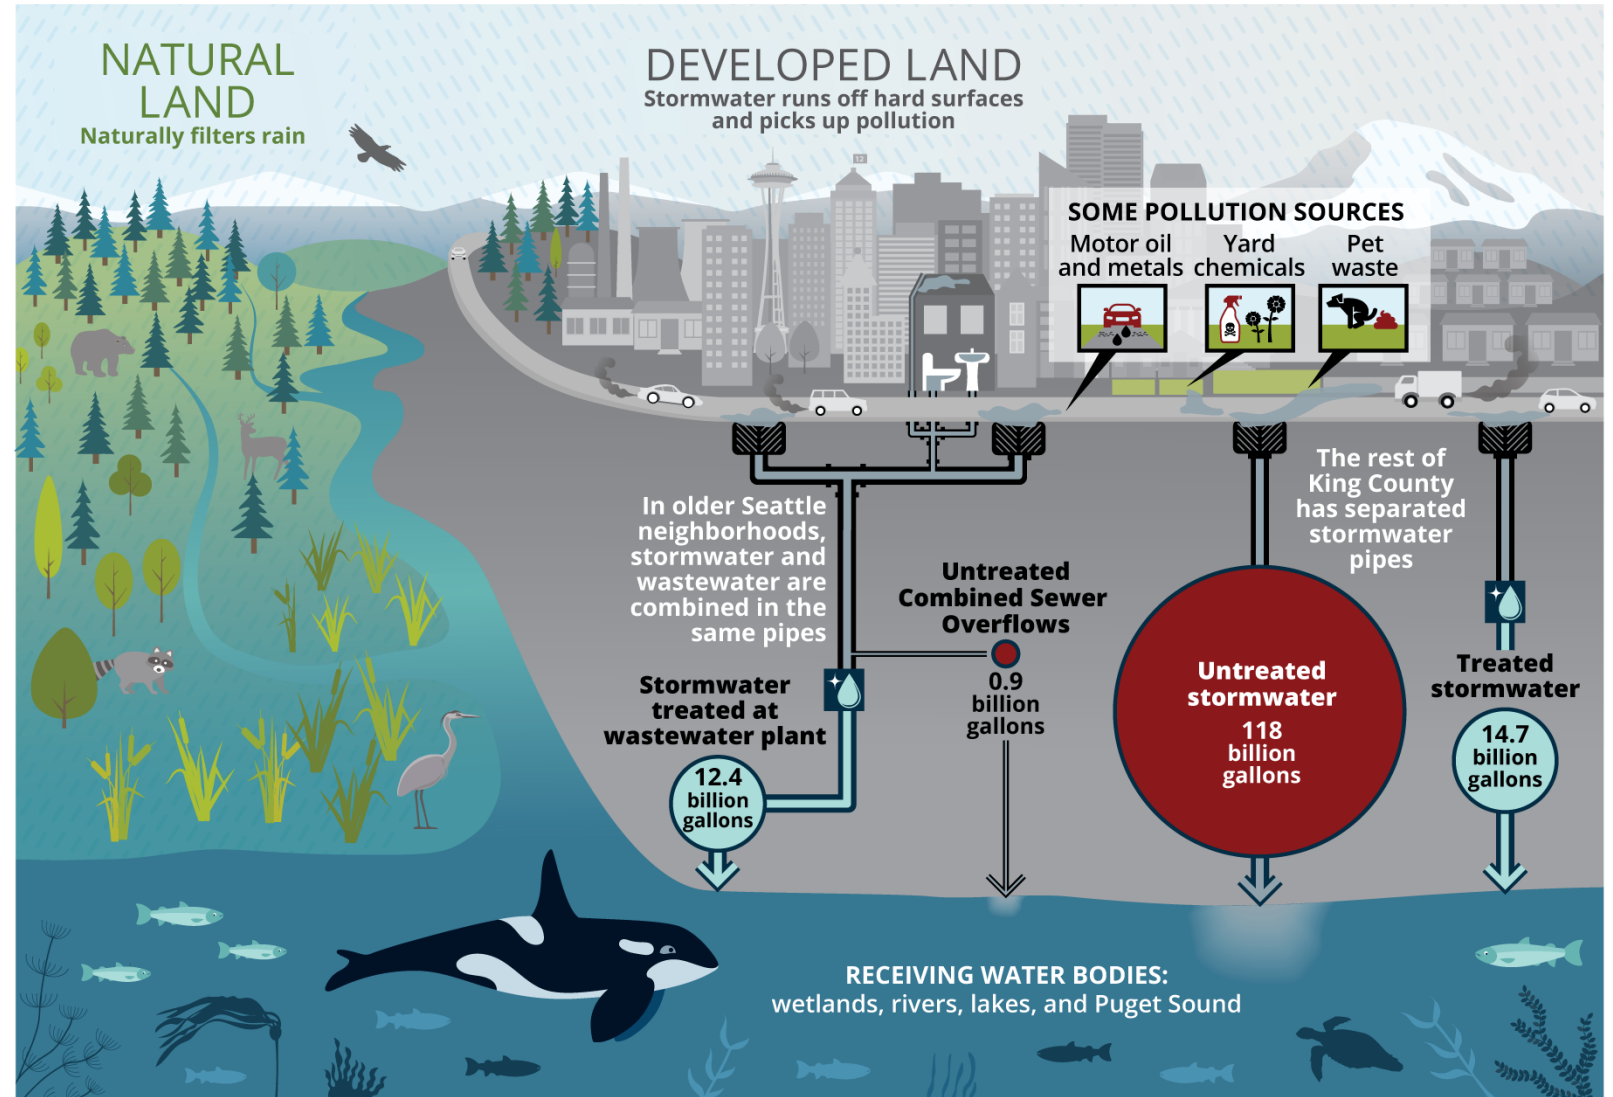 NATURAL
LAND
Naturally filters rain
DEVELOPED LAND
Stormwater runs off hard surfaces
and picks up pollution
12
SOME POLLUTION SOURCES
Motor oil
and metals
Yard
chemicals
Pet
waste
In older Seattle
neighborhoods,
stormwater and
wastewater are
combined in the
same pipes
The rest of
King County
has separated
stormwater
pipes
Stormwater
treated at
wastewater plant
12.4
billion
gallons
Untreated
Combined Sewer
Overflows
0.9
billion
gallons
Untreated
stormwater
118
billion
gallons
Treated
stormwater
14.7
billion
gallons
RECEIVING WATER BODIES:
wetlands, rivers, lakes, and Puget Sound